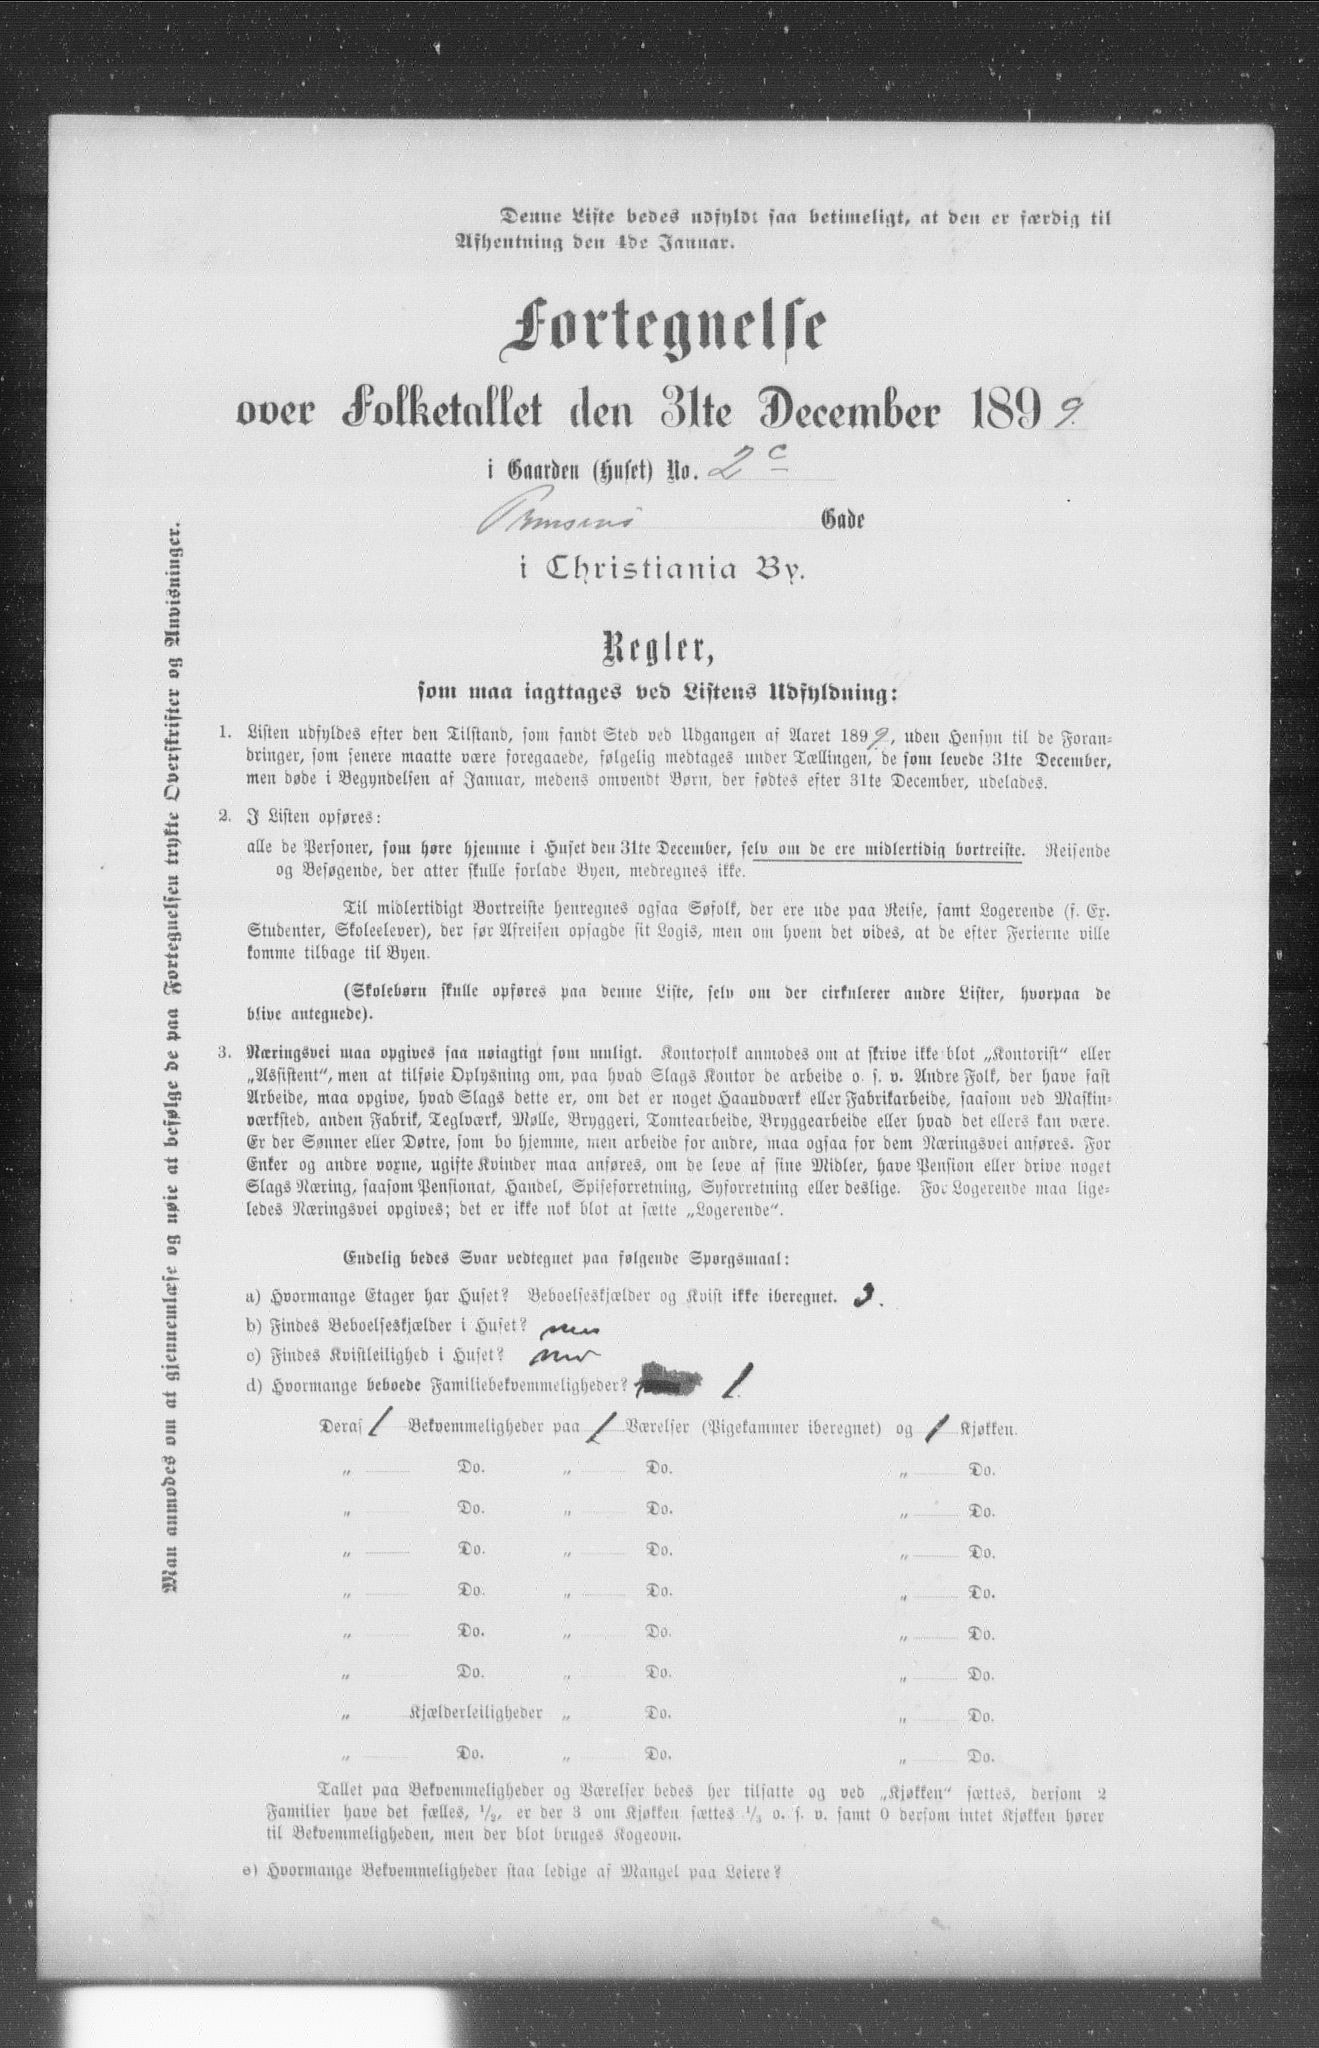 Denne Liste bedes udfyldt saa betimeligt, at den er færdig til
Afhentning den 4de Januar.
Fortegnelse
over Folketallet den 31te December 1899.
i Gaarden (Huset) No. 2c
Prinsens Gade
i Christiania By.
Regler,
som maa iagttages ved Listens Udfyldning:
1. Listen udfyldes efter den Tilstand, som fandt Sted ved Udgangen af Aaret 1899, uden Hensyn til de Foran-
dringer, som senere maatte være foregaaede, følgelig medtages under Tællingen, de som levede 31te December,
men døde i Begyndelsen af Januar, medens omvendt Børn, der fødtes efter 31te December, udelades.
2. I Listen opføres:
alle de Personer, som høre hjemme i Huset den 31te December, selv om de ere midlertidig bortreiste. Reisende
og Besøgende, der atter skulle forlade Byen, medregnes ikke.
Til midlertidigt Bortreiste henregnes ogsaa Søfolk, der ere ude paa Reise, samt Logerende (f. Ex.
Studenter, Skoleelever), der før Afreisen opsagde sit Logis, men om hvem det vides, at de efter Ferierne ville
komme tilbage til Byen.
(Skolebørn skulle opføres paa denne Liste, selv om der cirkulerer andre Lister, hvorpaa de
blive antegnede).
3. Næringsvei maa opgives saa nøiagtigt som muligt. Kontorfolk anmodes om at skrive ikke blot „Kontorist“ eller
„Assistent“, men at tilføie Oplysning om, paa hvad Slags Kontor de arbeide o. s. v. Andre Folk, der have fast
Arbeide, maa opgive, hvad Slags dette er, om det er noget Haandværk eller Fabrikarbeide, saasom ved Maskin-
værksted, anden Fabrik, Teglværk, Mølle, Bryggeri, Tomtearbeide, Bryggearbeide eller hvad det ellers kan være.
Er der Sønner eller Døtre, som bo hjemme, men arbeide for andre, maa ogsaa for dem Næringsvei anføres. For
Enker og andre voxne, ugifte Kvinder maa anføres, om de leve af sine Midler, have Pension eller drive noget
Slags Næring, saasom Pensionat, Handel, Spiseforretning, Syforretning eller deslige. For Logerende maa lige-
ledes Næringsvei opgives; det er ikke nok blot at sætte „Logerende“.
Endelig bedes Svar vedtegnet paa følgende Spørgsmaal:
a) Hvormange Etager har Huset? Beboelseskjælder og Kvist ikke iberegnet. 3.
b) Findes Beboelseskjælder i Huset? nei
c) Findes Kvistleilighed i Huset? nei
d) Hvormange beboede Familiebekvemmeligheder? 1.
Deraf 1 Bekvemmeligheder paa 1 Værelser (Pigekammer iberegnet) og 1 Kjøkken.
„ Do. „ Do. „ Do.
„ Do. „ Do. „ Do.
„ Do. „ Do. „ Do.
„ Do. „ Do. „ Do.
„ Do. „ Do. „ Do.
„ Do. „ Do. „ Do.
„ Kjælderleiligheder „ Do. „ Do.
„ Do. „ Do. „ Do.
Tallet paa Bekvemmeligheder og Værelser bedes her tilsatte og ved „Kjøkken“ sættes, dersom 2
Familier have det fælles, 1/2, er der 3 om Kjøkken sættes 1/3 o. s. v. samt 0 dersom intet Kjøkken hører
til Bekvemmeligheden, men der blot bruges Kogeovn.
e) Hvormange Bekvemmeligheder staa ledige af Mangel paa Leiere?
Man anmodes om at gjennemlæse og nøie at befølge de paa Fortegnelsen trykte Overskrifter og Anvisninger.